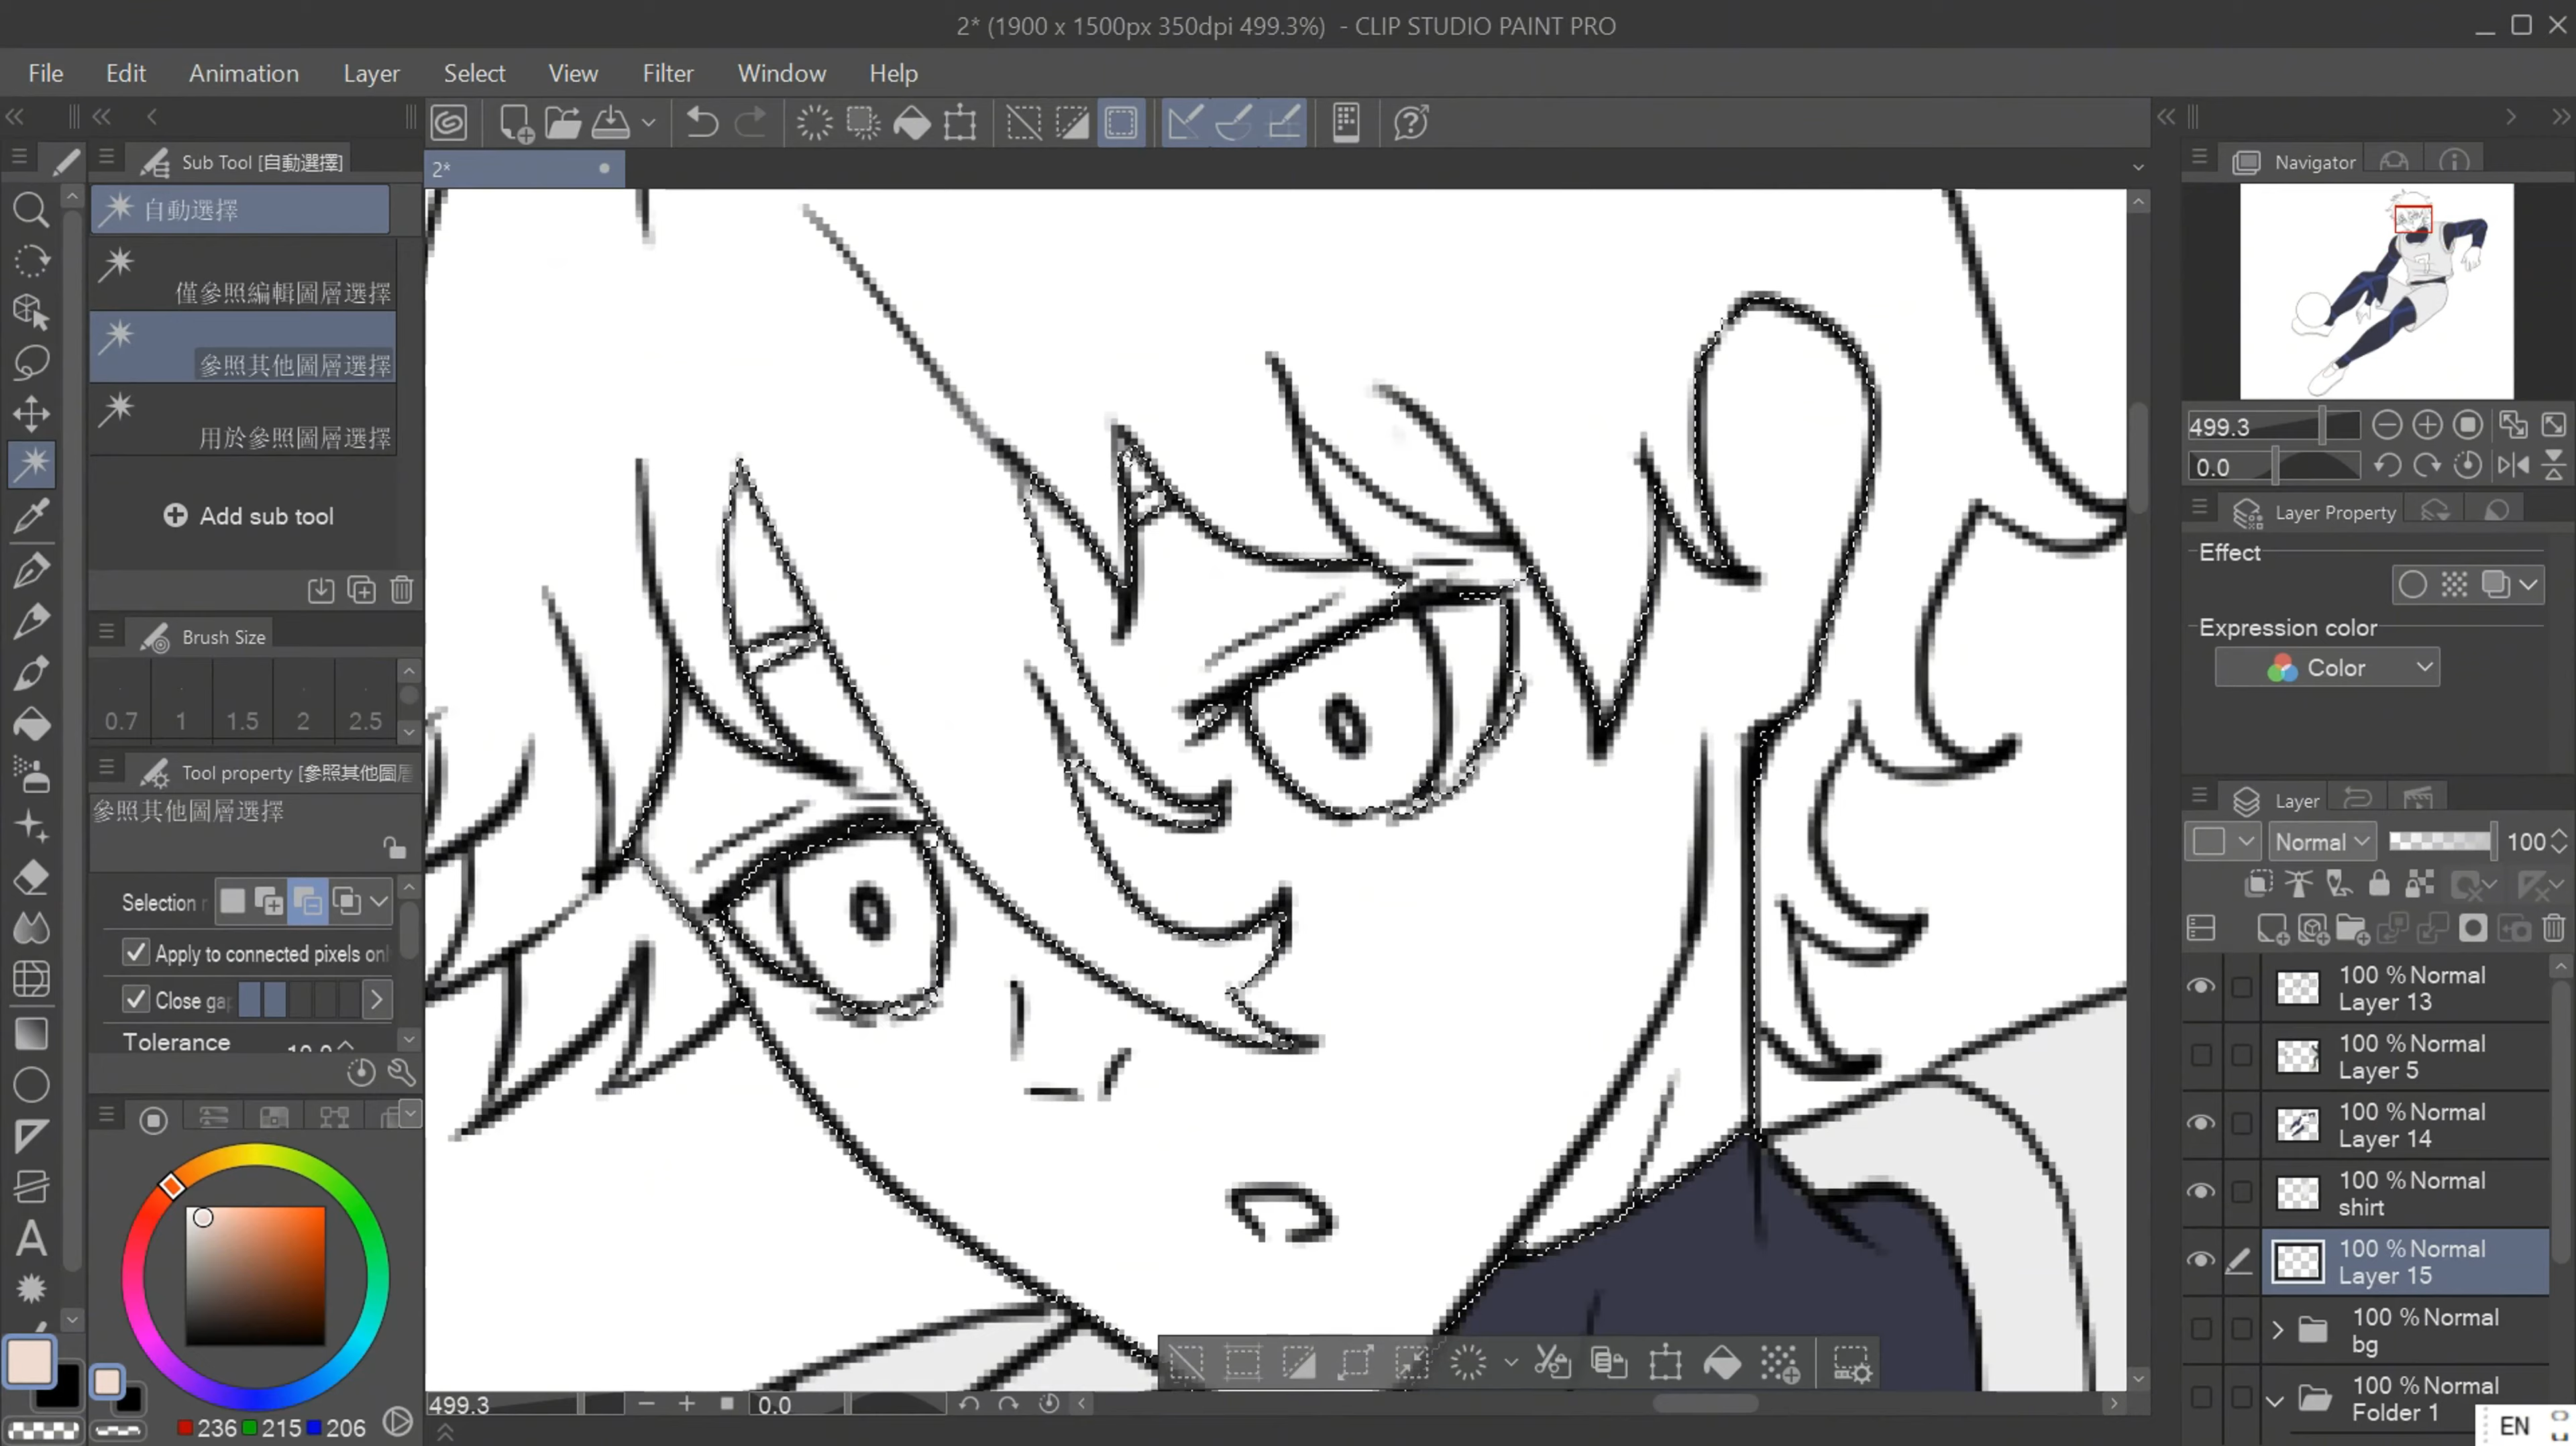 2* (1900 x 1500px 350dpi 499.3%) - CLIP STUDIO PAINT PRO
File Edit Animation Layer Select View Filter Window Help
Sub Tool [自動選擇]
自動選擇
僅參照編輯圖層選擇
參照其他圖層選擇
用於參照圖層選擇
Add sub tool
Brush Size
0.7 1 1.5 2 2.5
Tool property [參照其他圖層
參照其他圖層選擇
Selection
Apply to connected pixels onl
Close gap
Tolerance 10.0
236 215 206
2*
7
499.3 0.0
Navigator
499.3
0.0
Layer Property
Effect
Expression color
Color
Layer
Normal 100
100 % Normal
Layer 13
100 % Normal
Layer 5
100 % Normal
Layer 14
100 % Normal
shirt
100 % Normal
Layer 15
100 % Normal
bg
100 % Normal
Folder 1
EN